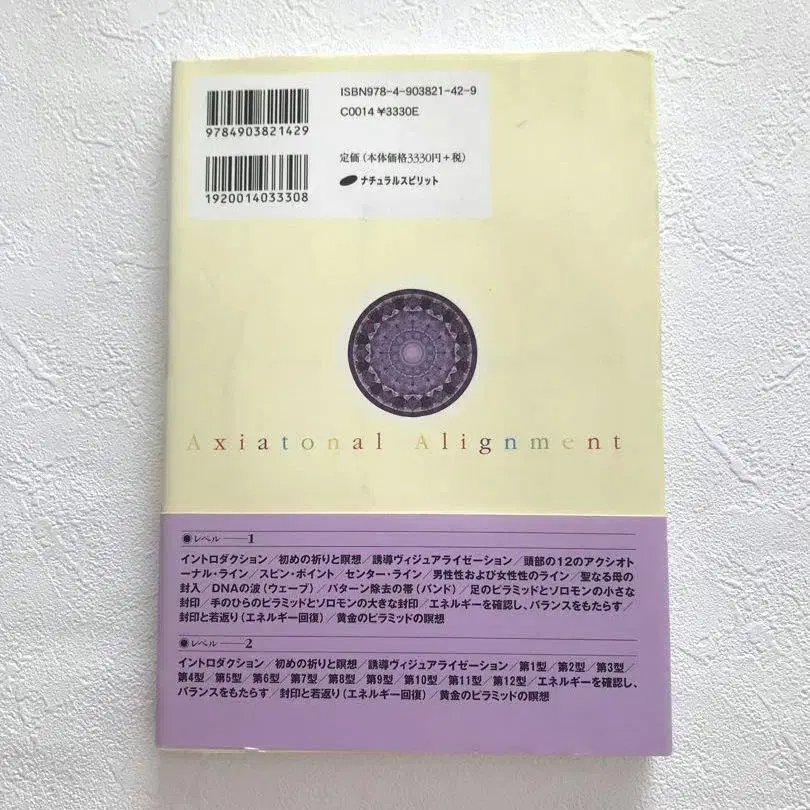 ISBN978-4-903821-42-9
C0014 ¥3330E
9784903821429
定価（本体価格3330円+税）
ナチュラルスピリット
1920014033308
Axiatonal Alignment
レベル──1
イントロダクション／初めの祈りと瞑想／誘導ヴィジュアライゼーション／頭部の12のアクシオト
ーナル・ライン／スピン・ポイント／センター・ライン／男性性および女性性のライン／聖なる母の
封入／DNAの波（ウェーブ）／パターン除去の帯（バンド）／足のピラミッドとソロモンの小さな
封印／手のひらのピラミッドとソロモンの大きな封印／エネルギーを確認し、バランスをもたらす／
封印と若返り（エネルギー回復）／黄金のピラミッドの瞑想
レベル──2
イントロダクション／初めの祈りと瞑想／誘導ヴィジュアライゼーション／第1型／第2型／第3型／
第4型／第5型／第6型／第7型／第8型／第9型／第10型／第11型／第12型／エネルギーを確認し、
バランスをもたらす／封印と若返り（エネルギー回復）／黄金のピラミッドの瞑想